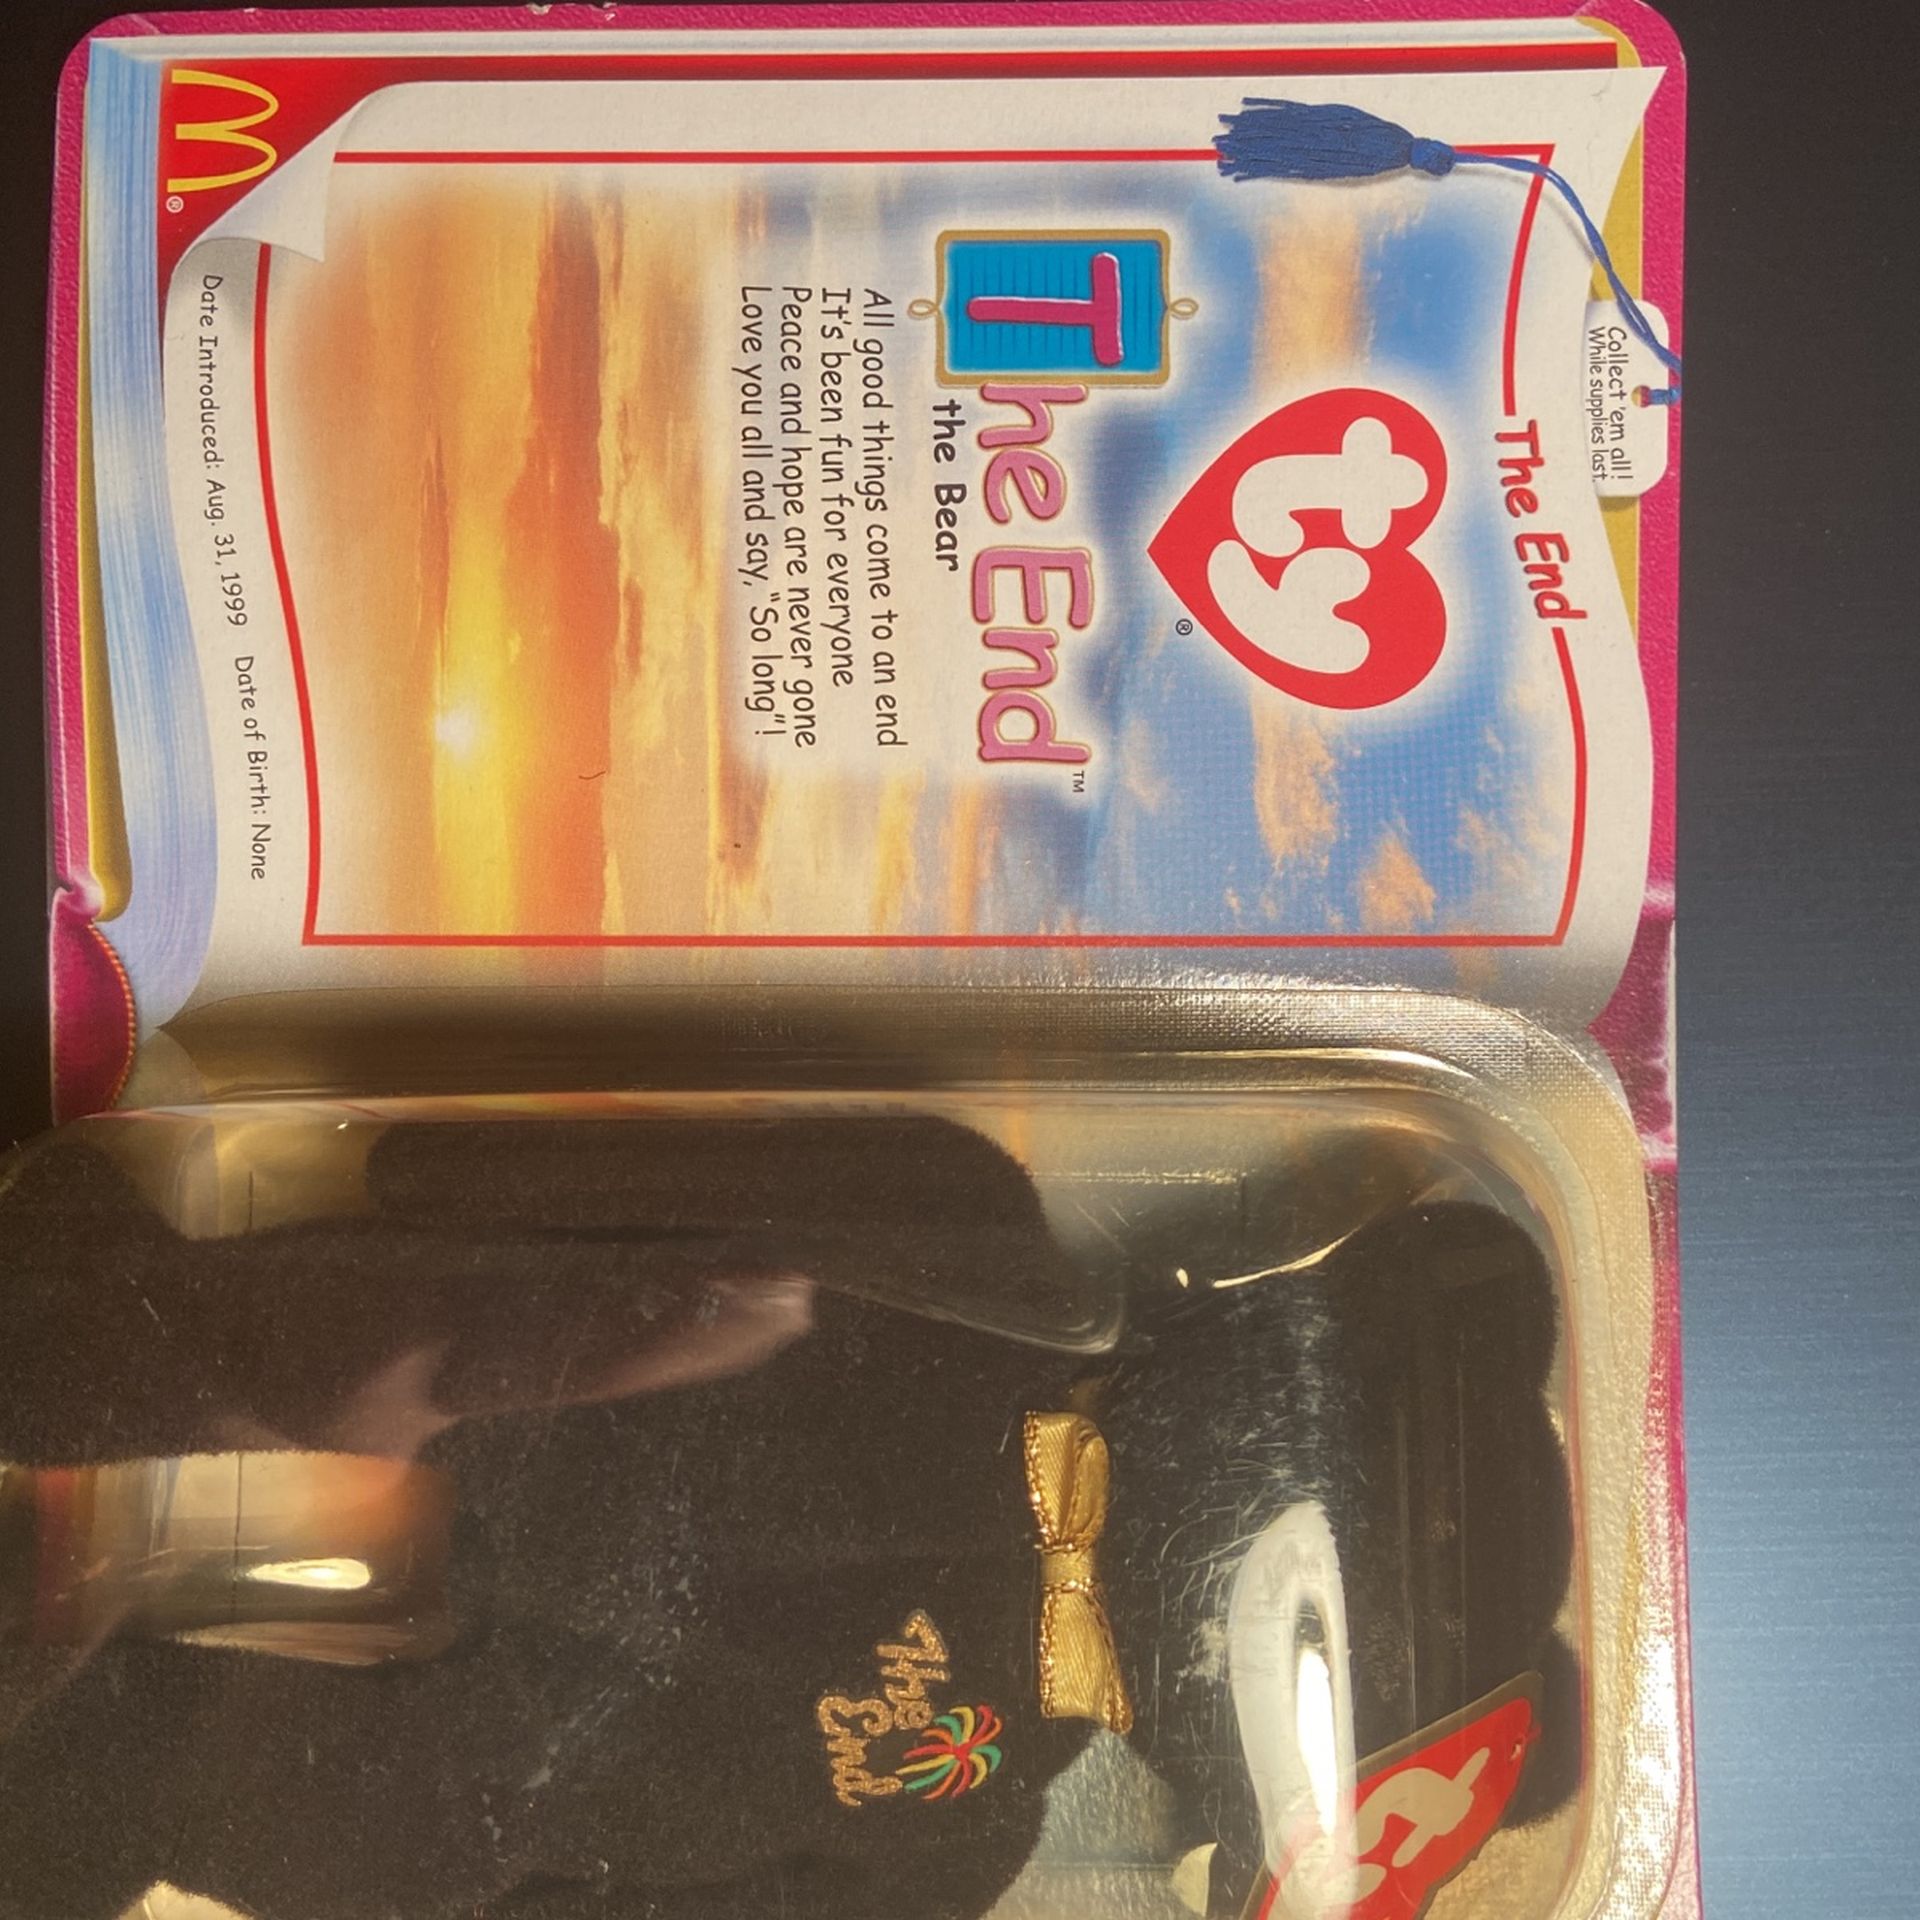 Collect 'em all!
While supplies last.
The End
ty®
The End™
the Bear
All good things come to an end
It's been fun for everyone
Peace and hope are never gone
Love you all and say, "So long"!
M®
Date Introduced: Aug. 31, 1999 Date of Birth: None
ty
The
End